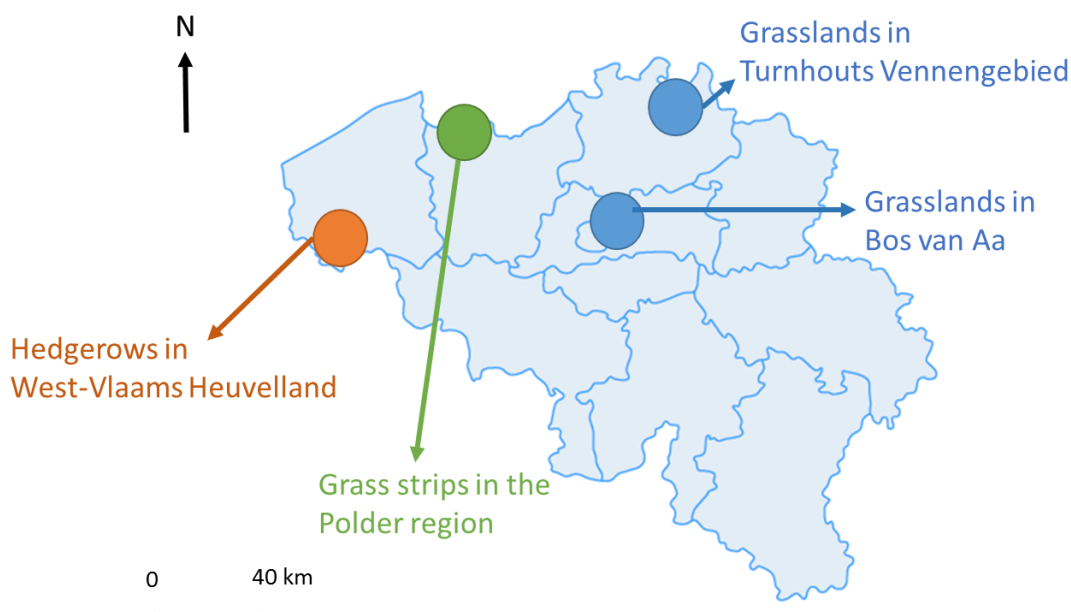 N
Grasslands in
Turnhouts Vennengebied
Grasslands in
Bos van Aa
Hedgerows in
West-Vlaams Heuvelland
Grass strips in the
Polder region
0 40 km